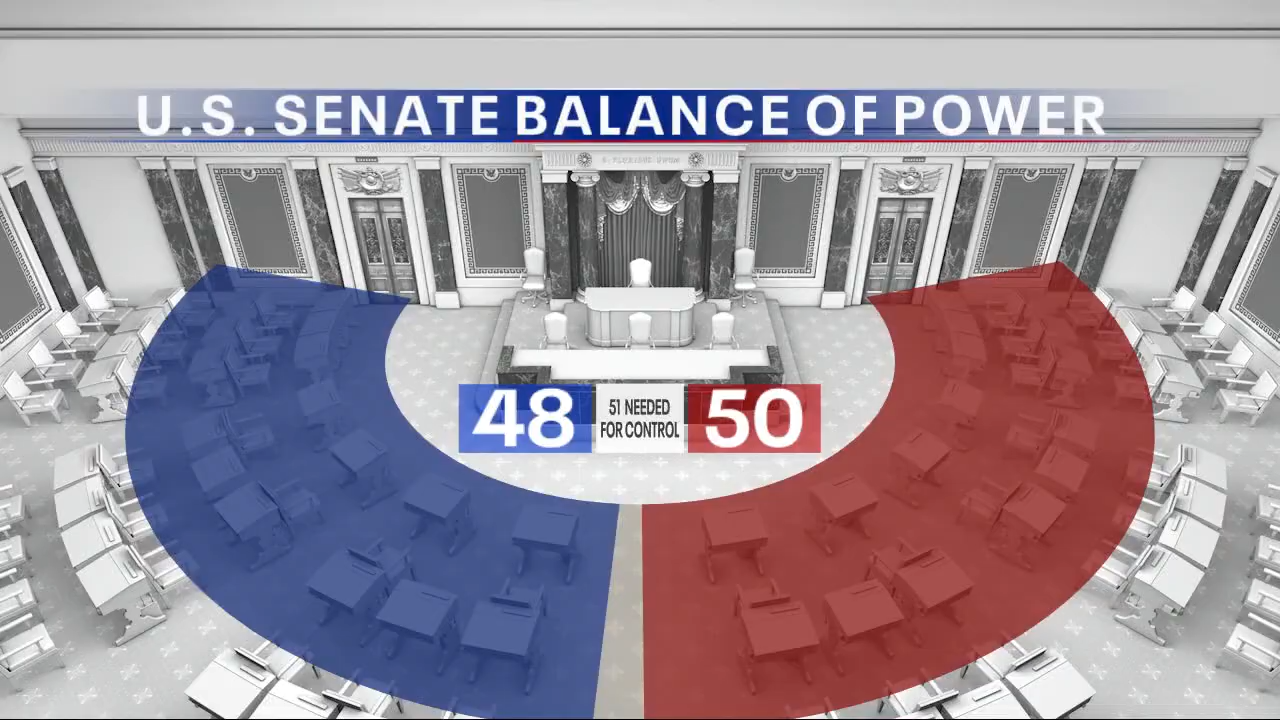 U.S. SENATE BALANCE OF POWER
48
51 NEEDED
FOR CONTROL
50